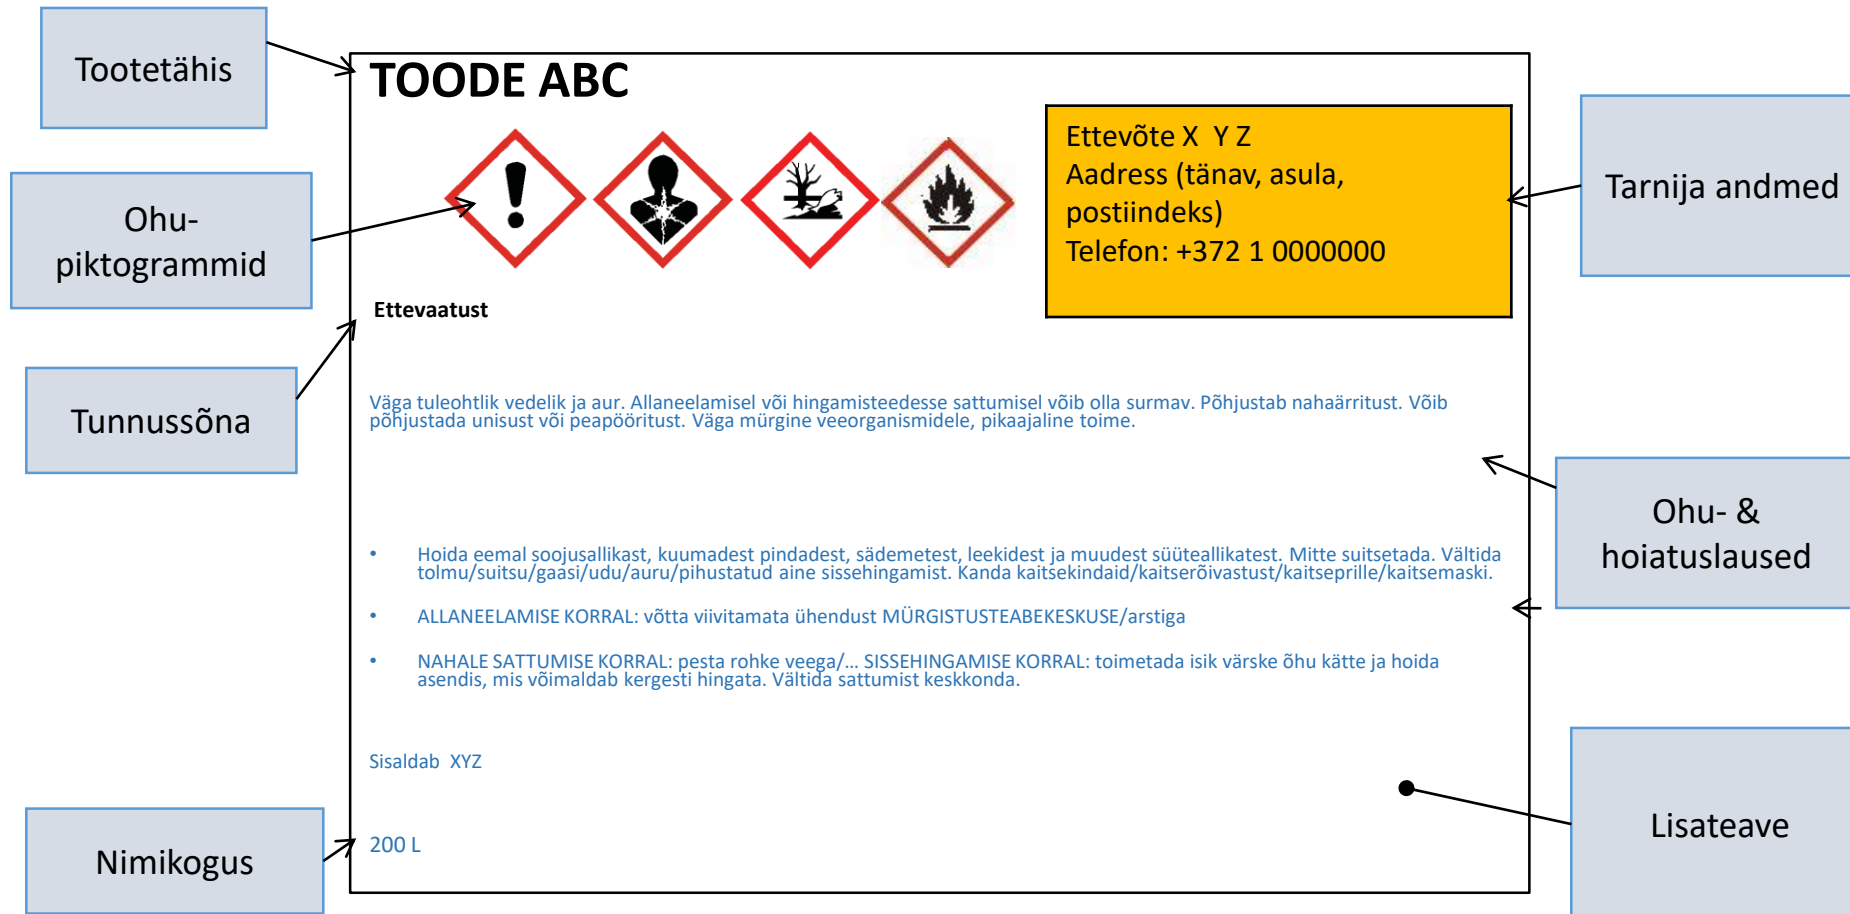 Tootetähis
TOODE ABC
Ohu-
piktogrammid
Ettevõte X Y Z
Aadress (tänav, asula,
postiindeks)
Telefon: +372 1 0000000
Tarnija andmed
Ettevaatust
Tunnussõna
Väga tuleohtlik vedelik ja aur. Allaneelamisel või hingamisteedesse sattumisel võib olla surmav. Põhjustab nahaärritust. Võib
põhjustada unisust või peapööritust. Väga mürgine veeorganismidele, pikaajaline toime.
Ohu- &
hoiatuslaused
• Hoida eemal soojusallikast, kuumadest pindadest, sädemetest, leekidest ja muudest süüteallikatest. Mitte suitsetada. Vältida
tolmu/suitsu/gaasi/udu/auru/pihustatud aine sissehingamist. Kanda kaitsekindaid/kaitserõivastust/kaitseprille/kaitsemaski.
• ALLANEELAMISE KORRAL: võtta viivitamata ühendust MÜRGISTUSTEABEKESKUSE/arstiga
• NAHALE SATTUMISE KORRAL: pesta rohke veega/... SISSEHINGAMISE KORRAL: toimetada isik värske õhu kätte ja hoida
asendis, mis võimaldab kergesti hingata. Vältida sattumist keskkonda.
Sisaldab XYZ
Lisateave
Nimikogus
200 L